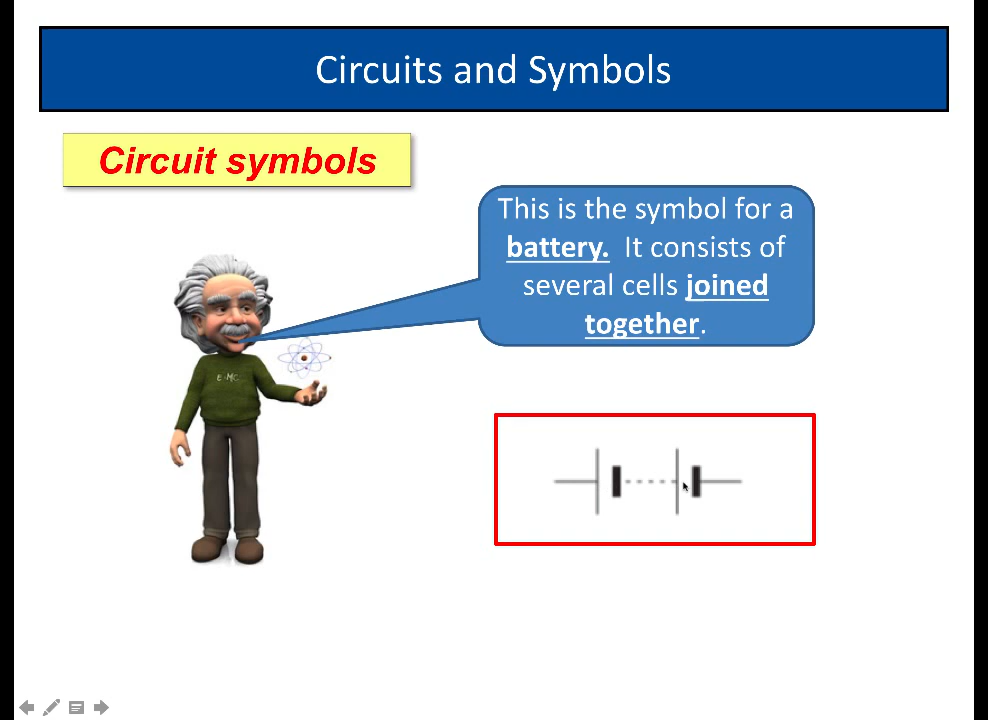 Circuits and Symbols
Circuit symbols
This is the symbol for a
battery. It consists of
several cells joined
together.